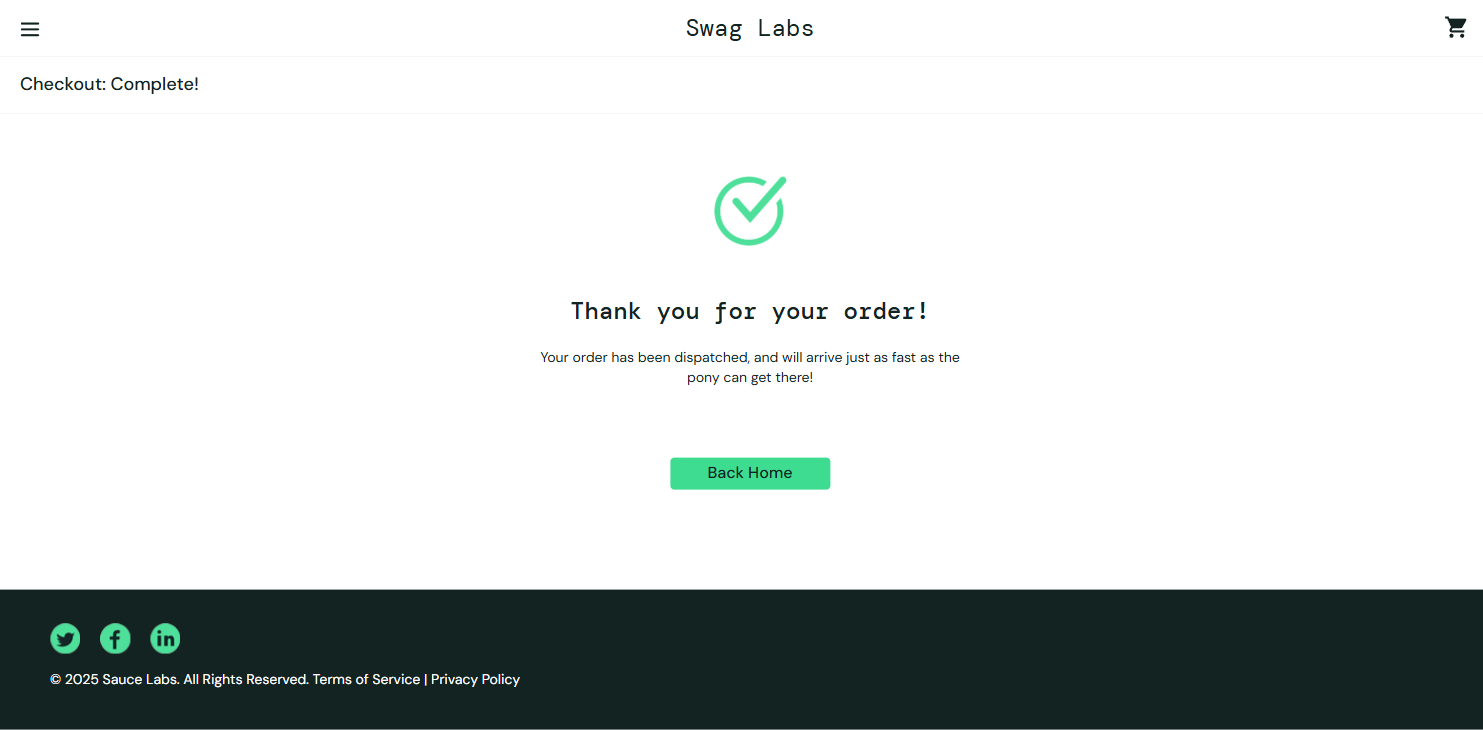 Swag Labs
Checkout: Complete!
Thank you for your order!
Your order has been dispatched, and will arrive just as fast as the
pony can get there!
Back Home
© 2025 Sauce Labs. All Rights Reserved. Terms of Service | Privacy Policy